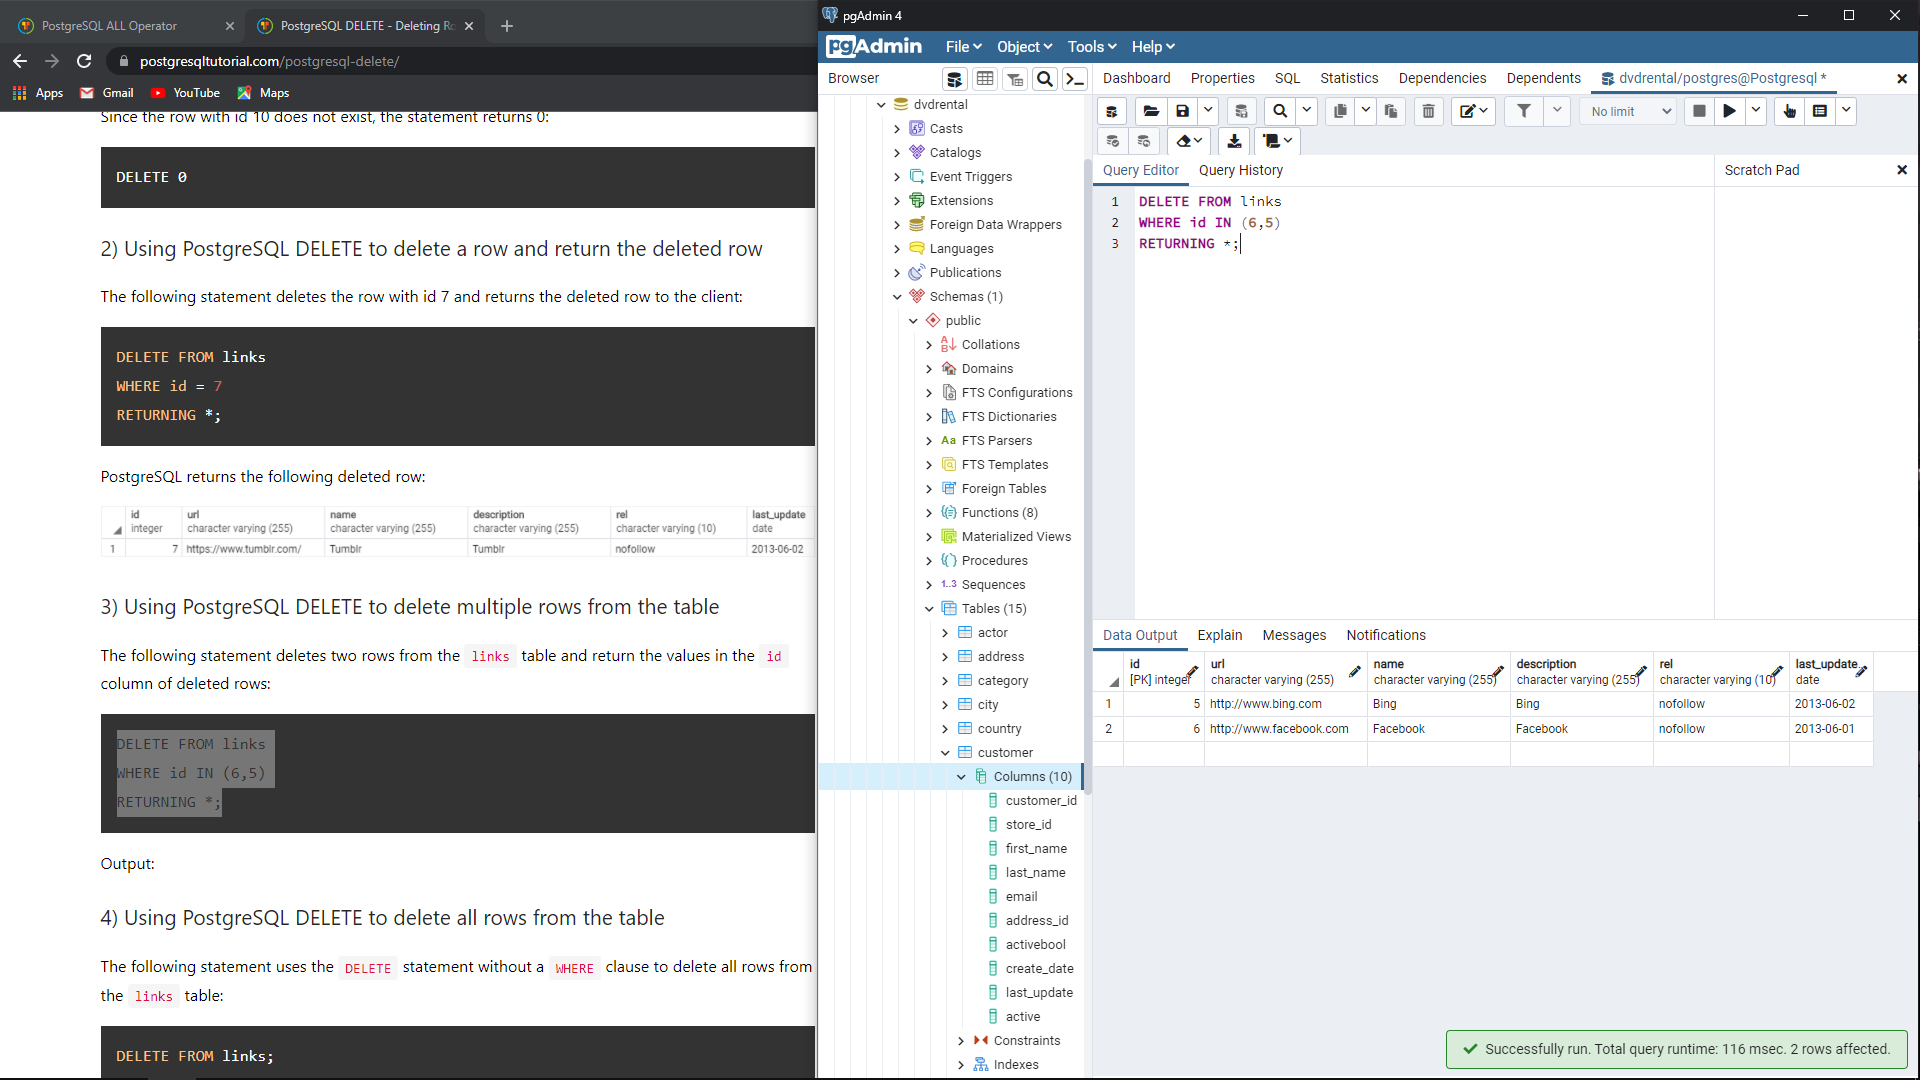 PostgreSQL ALL Operator
PostgreSQL DELETE - Deleting Ro
postgresqltutorial.com/postgresql-delete/
Apps
Gmail
YouTube
Maps
Since the row with id 10 does not exist, the statement returns 0:
DELETE 0
2) Using PostgreSQL DELETE to delete a row and return the deleted row
The following statement deletes the row with id 7 and returns the deleted row to the client:
DELETE FROM links
WHERE id = 7
RETURNING *;
PostgreSQL returns the following deleted row:
id url name description rel last_update
integer character varying (255) character varying (255) character varying (255) character varying (10) date
1 7 https://www.tumblr.com/ Tumblr Tumblr nofollow 2013-06-02
3) Using PostgreSQL DELETE to delete multiple rows from the table
The following statement deletes two rows from the links table and return the values in the id
column of deleted rows:
DELETE FROM links
WHERE id IN (6,5)
RETURNING *;
Output:
4) Using PostgreSQL DELETE to delete all rows from the table
The following statement uses the DELETE statement without a WHERE clause to delete all rows from
the links table:
DELETE FROM links;
pgAdmin 4
pgAdmin
File
Object
Tools
Help
Browser
dvdrental
Casts
Catalogs
Event Triggers
Extensions
Foreign Data Wrappers
Languages
Publications
Schemas (1)
public
Collations
Domains
FTS Configurations
FTS Dictionaries
Aa FTS Parsers
FTS Templates
Foreign Tables
Functions (8)
Materialized Views
Procedures
1..3 Sequences
Tables (15)
actor
address
category
city
country
customer
Columns (10)
customer_id
store_id
first_name
last_name
email
address_id
activebool
create_date
last_update
active
Constraints
Indexes
Dashboard
Properties
SQL
Statistics
Dependencies
Dependents
dvdrental/postgres@Postgresql *
No limit
Query Editor
Query History
Scratch Pad
1 DELETE FROM links
2 WHERE id IN (6,5)
3 RETURNING *;
Data Output
Explain
Messages
Notifications
id url name description rel last_update
[PK] integer character varying (255) character varying (255) character varying (255) character varying (10) date
1 5 http://www.bing.com Bing Bing nofollow 2013-06-02
2 6 http://www.facebook.com Facebook Facebook nofollow 2013-06-01
Successfully run. Total query runtime: 116 msec. 2 rows affected.